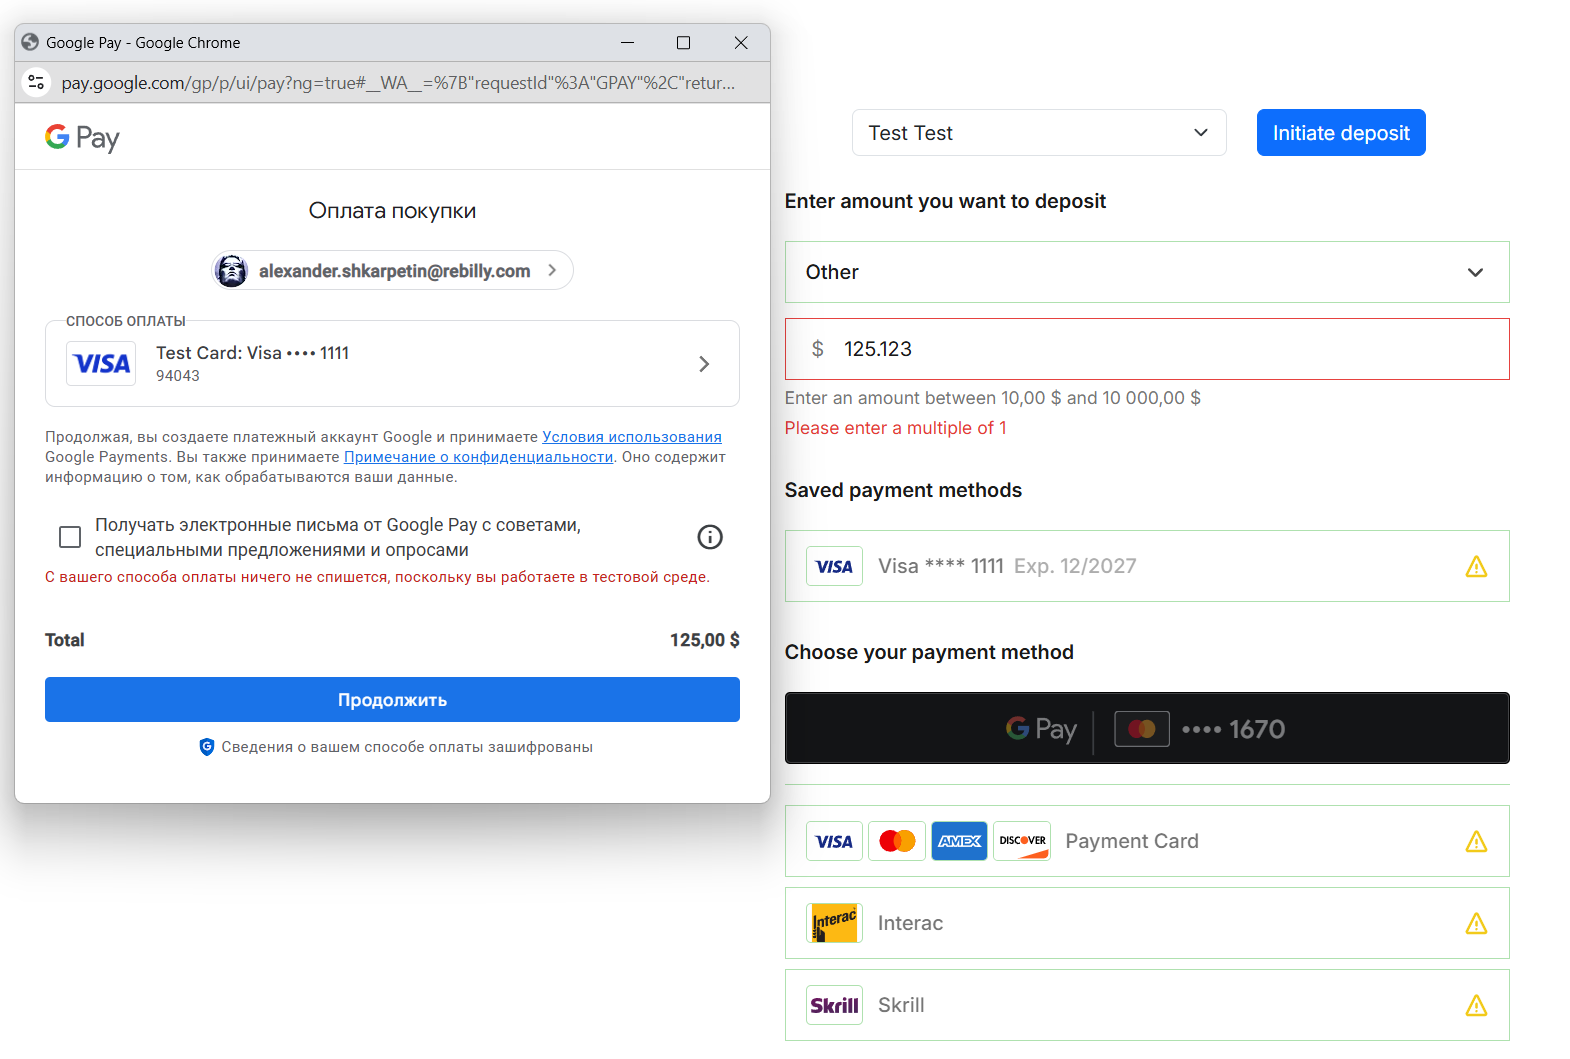 Google Pay - Google Chrome
pay.google.com/gp/p/ui/pay?ng=true#__WA__=%7B"requestId"%3A"GPAY"%2C"retur...
G Pay
Оплата покупки
alexander.shkarpetin@rebilly.com
СПОСОБ ОПЛАТЫ
VISA
Test Card: Visa •••• 1111
94043
Продолжая, вы создаете платежный аккаунт Google и принимаете Условия использования
Google Payments. Вы также принимаете Примечание о конфиденциальности. Оно содержит
информацию о том, как обрабатываются ваши данные.
Получать электронные письма от Google Pay с советами,
специальными предложениями и опросами
С вашего способа оплаты ничего не спишется, поскольку вы работаете в тестовой среде.
Total 125,00 $
Продолжить
Сведения о вашем способе оплаты зашифрованы
Test Test
Initiate deposit
Enter amount you want to deposit
Other
$ 125.123
Enter an amount between 10,00 $ and 10 000,00 $
Please enter a multiple of 1
Saved payment methods
VISA Visa **** 1111 Exp. 12/2027
Choose your payment method
G Pay •••• 1670
VISA AMEX DISCOVER Payment Card
Interac Interac
Skrill Skrill